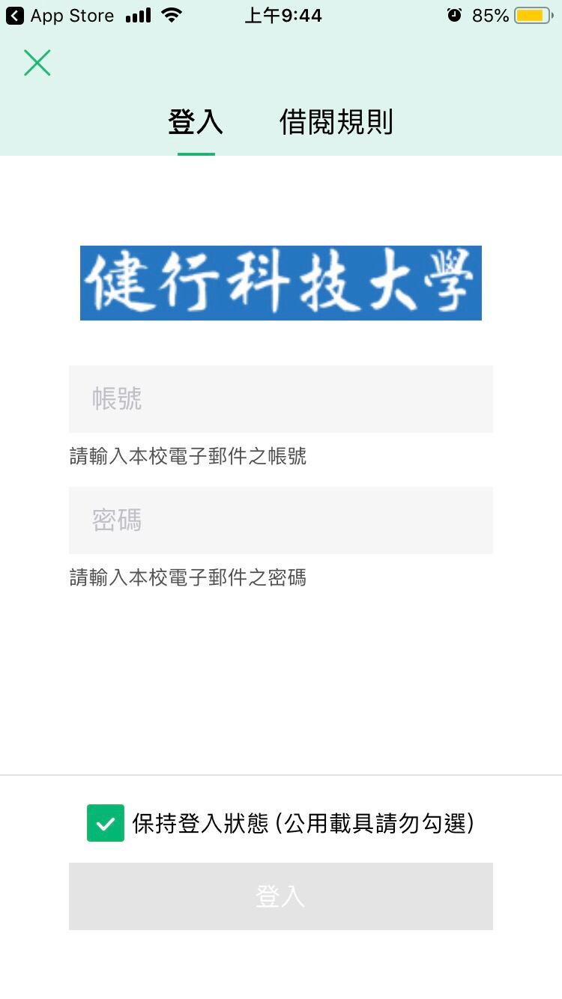 App Store 上午9:44 85%
登入 借閱規則
健行科技大學
帳號
請輸入本校電子郵件之帳號
密碼
請輸入本校電子郵件之密碼
保持登入狀態 (公用載具請勿勾選)
登入